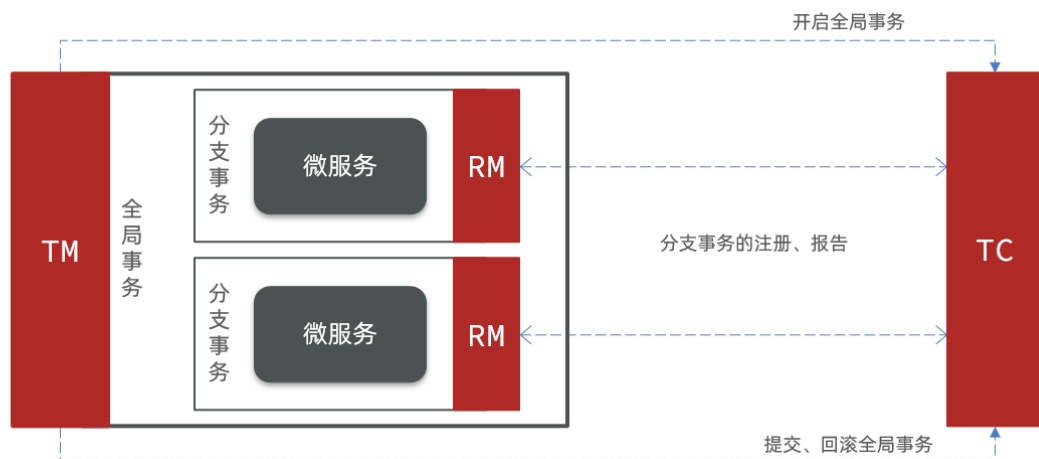 开启全局事务
TM
全局事务
分支事务
微服务
RM
分支事务
微服务
RM
分支事务的注册、报告
TC
提交、回滚全局事务